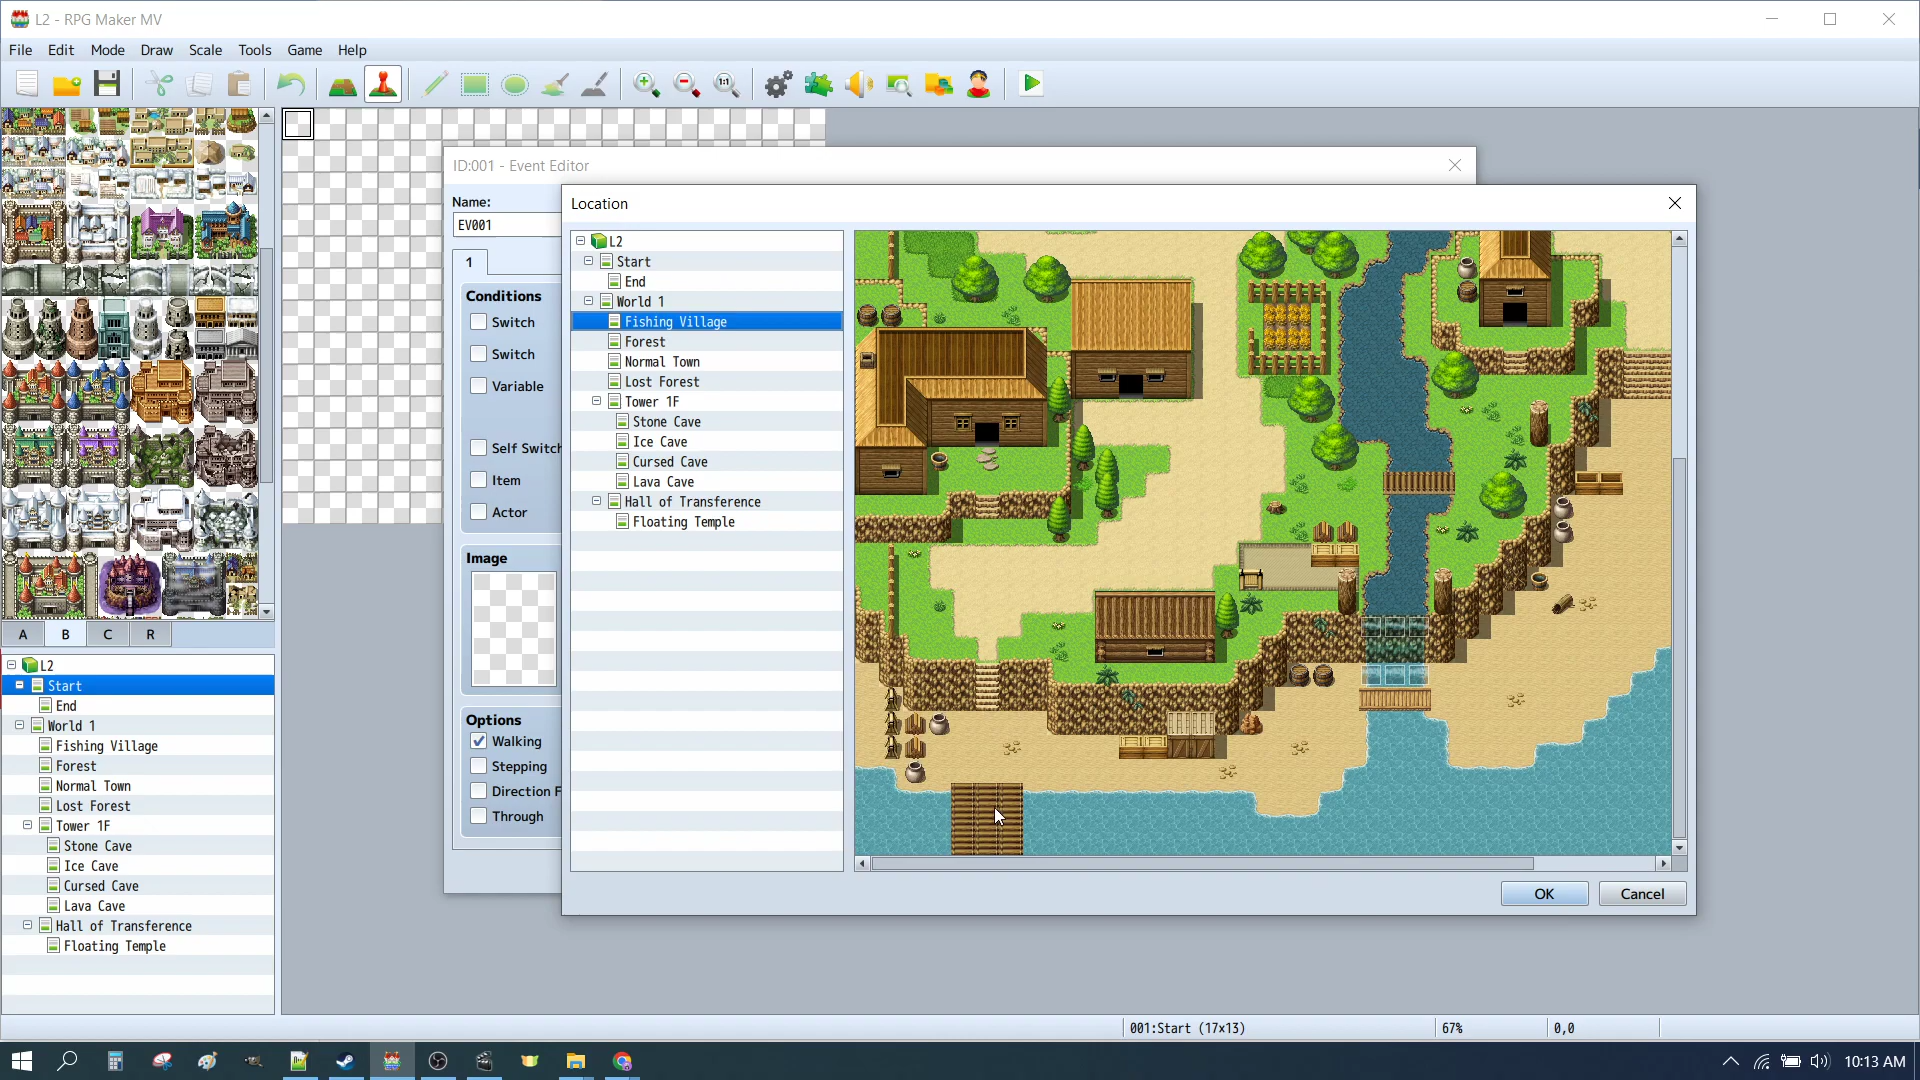 L2 - RPG Maker MV
File Edit Mode Draw Scale Tools Game Help
1:1
ID:001 - Event Editor
Name:
EV001
1
Conditions
Switch
Switch
Variable
Self Switch
Item
Actor
Image
Options
Walking
Stepping
Direction F
Through
Location
L2
Start
End
World 1
Fishing Village
Forest
Normal Town
Lost Forest
Tower 1F
Stone Cave
Ice Cave
Cursed Cave
Lava Cave
Hall of Transference
Floating Temple
OK Cancel
A B C R
L2
Start
End
World 1
Fishing Village
Forest
Normal Town
Lost Forest
Tower 1F
Stone Cave
Ice Cave
Cursed Cave
Lava Cave
Hall of Transference
Floating Temple
001:Start (17x13) 67% 0,0
10:13 AM